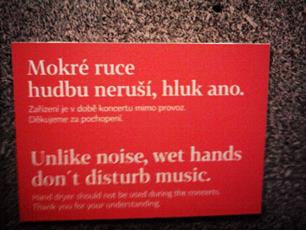 Mokré ruce
hudbu neruší, hluk ano.
Zařízení je v době koncertu mimo provoz.
Děkujeme za pochopení.
Unlike noise, wet hands
don´t disturb music.
Hand dryer should not be used during the concerts.
Thank you for your understanding.